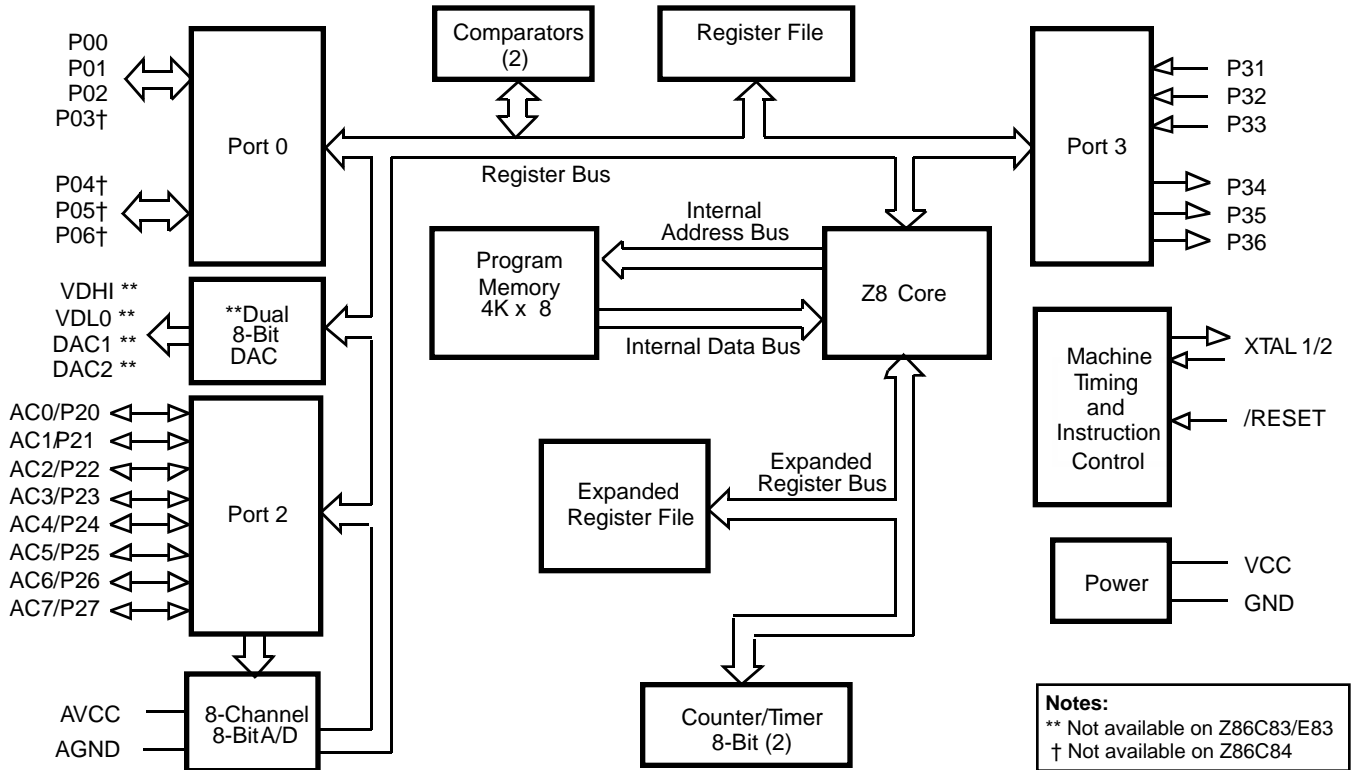 P00
P01
P02
P03†
P04†
P05†
P06†
Port 0
Comparators
(2)
Register File
Port 3
P31
P32
P33
P34
P35
P36
Register Bus
Internal
Address Bus
Program
Memory
4K x 8
Z8 Core
Internal Data Bus
VDHI **
VDL0 **
DAC1 **
DAC2 **
**Dual
8-Bit
DAC
Machine
Timing
and
Instruction
Control
XTAL 1/2
/RESET
AC0/P20
AC1/P21
AC2/P22
AC3/P23
AC4/P24
AC5/P25
AC6/P26
AC7/P27
Port 2
Expanded
Register File
Expanded
Register Bus
Power
VCC
GND
AVCC
AGND
8-Channel
8-Bit A/D
Counter/Timer
8-Bit (2)
Notes:
** Not available on Z86C83/E83
† Not available on Z86C84